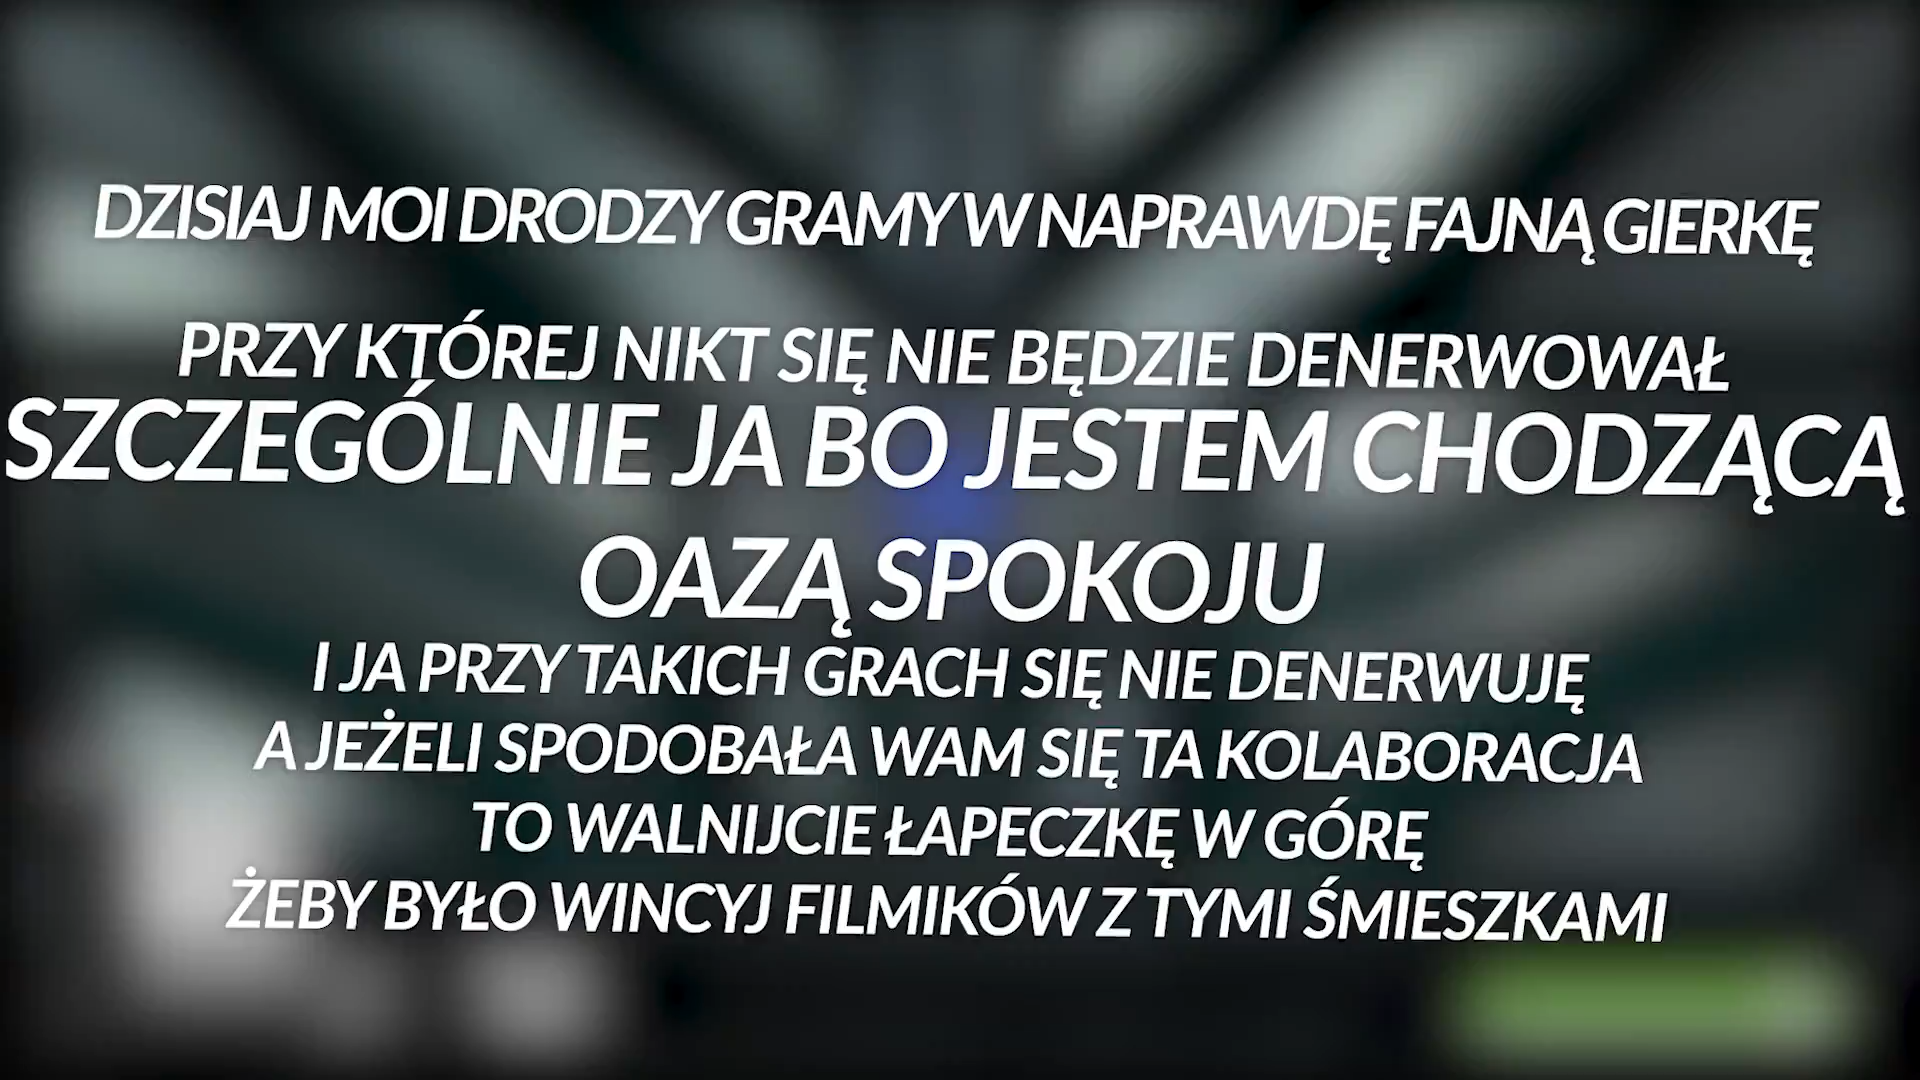 DZISIAJ MOI DRODZY GRAMY W NAPRAWDĘ FAJNĄ GIERKĘ
PRZY KTÓREJ NIKT SIĘ NIE BĘDZIE DENERWOWAŁ
SZCZEGÓLNIE JA BO JESTEM CHODZĄCĄ
OAZĄ SPOKOJU
I JA PRZY TAKICH GRACH SIĘ NIE DENERWUJĘ
A JEŻELI SPODOBAŁA WAM SIĘ TA KOLABORACJA
TO WALNIJCIE ŁAPECZKĘ W GÓRĘ
ŻEBY BYŁO WINCYJ FILMIKÓW Z TYMI ŚMIESZKAMI